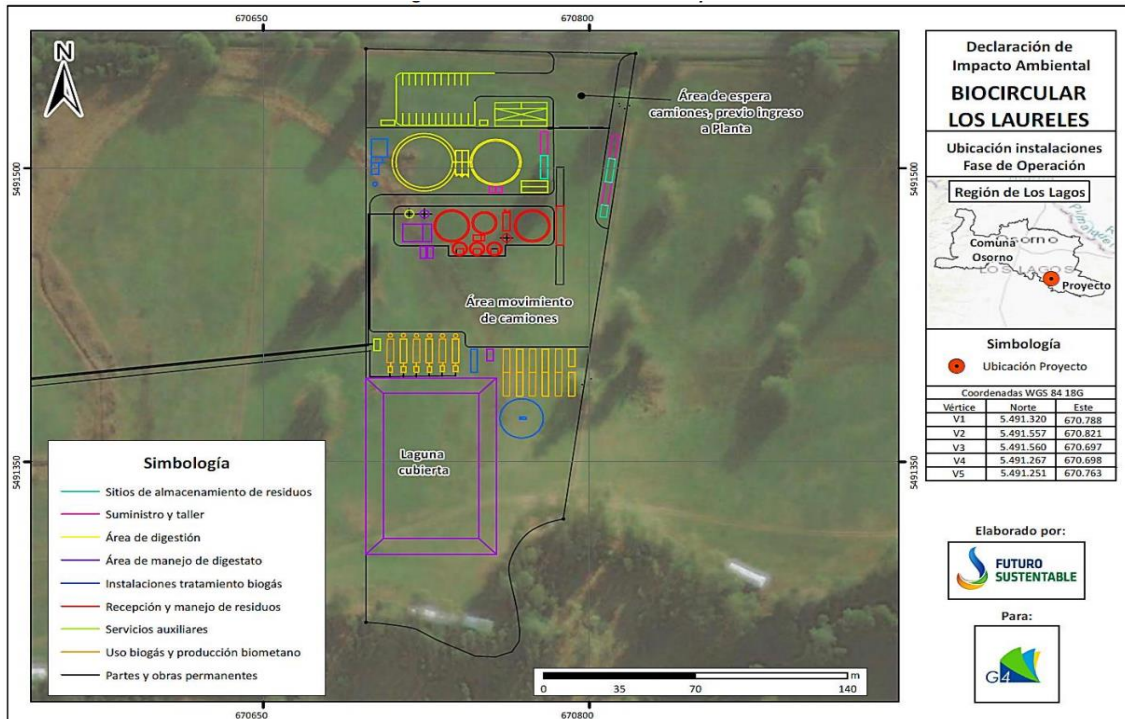 670650
670800
N
Área de espera
camiones, previo ingreso
a Planta
5491500
5491500
Área movimiento
de camiones
Laguna
cubierta
5491350
5491350
Simbología
Sitios de almacenamiento de residuos
Suministro y taller
Área de digestión
Área de manejo de digestato
Instalaciones tratamiento biogás
Recepción y manejo de residuos
Servicios auxiliares
Uso biogás y producción biometano
Partes y obras permanentes
m
0 35 70 140
670650
670800
Declaración de
Impacto Ambiental
BIOCIRCULAR
LOS LAURELES
Ubicación instalaciones
Fase de Operación
Región de Los Lagos
Comuna
Osorno
Osorno
LOS LAGOS
Proyecto
Simbología
Ubicación Proyecto
Coordenadas WGS 84 18G
Vértice Norte Este
V1 5.491.320 670.788
V2 5.491.557 670.821
V3 5.491.560 670.697
V4 5.491.267 670.698
V5 5.491.251 670.763
Elaborado por:
FUTURO
SUSTENTABLE
Para:
G4